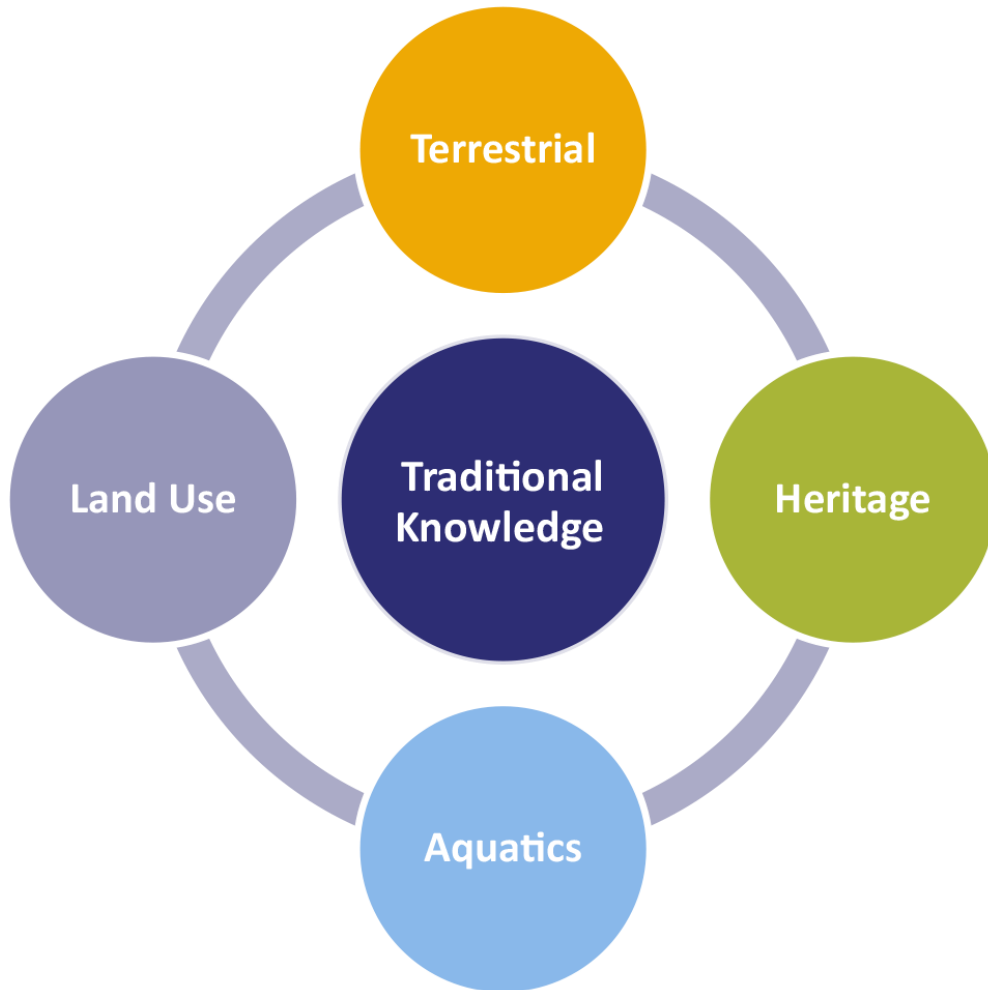 Terrestrial
Land Use
Traditional
Knowledge
Heritage
Aquatics